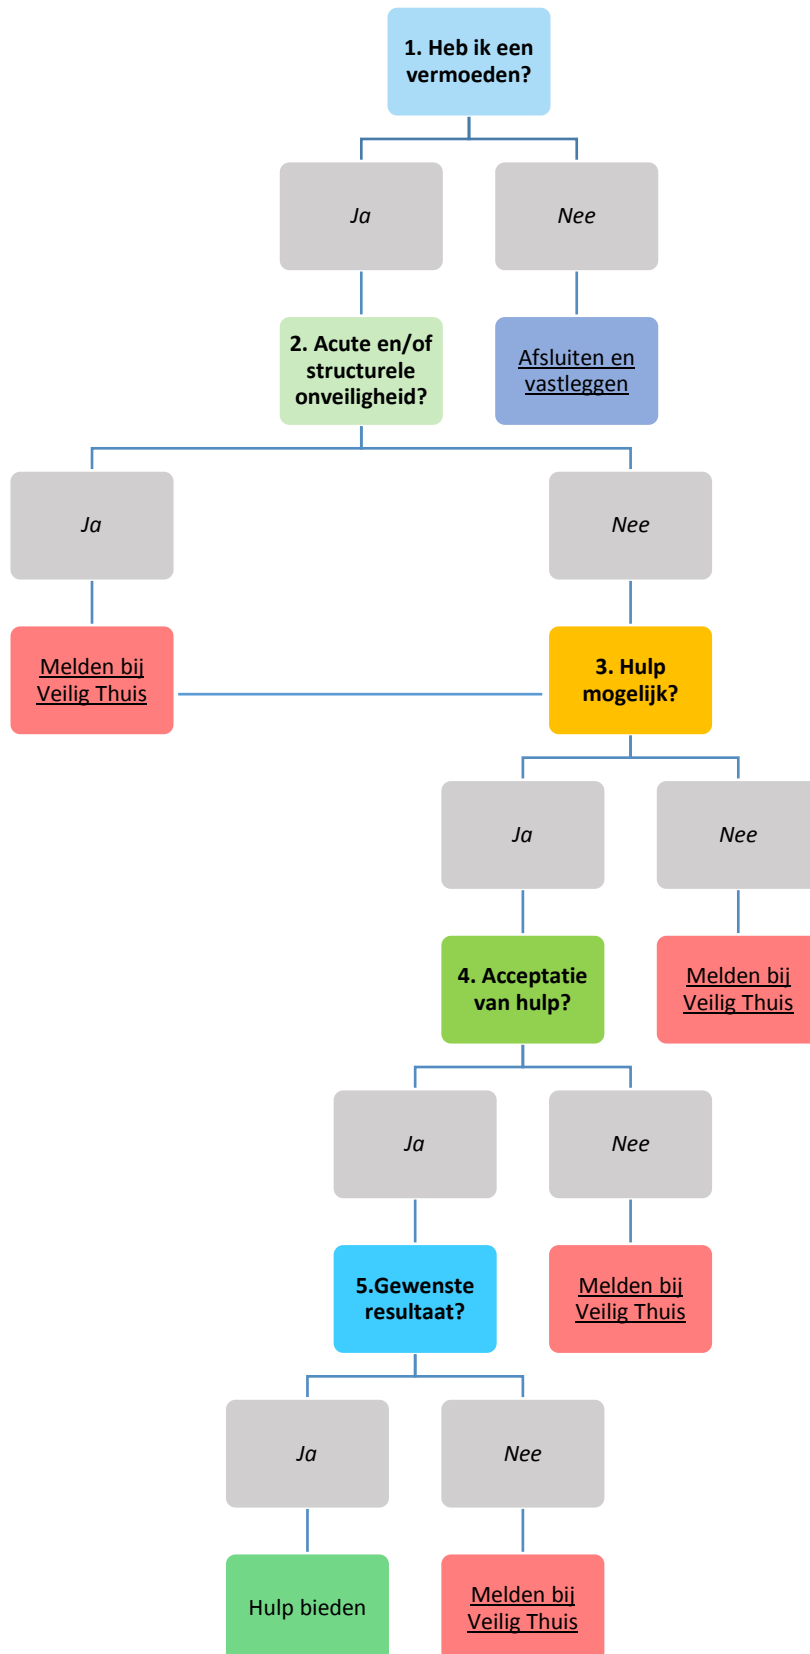 1. Heb ik een
vermoeden?
Ja
Nee
2. Acute en/of
structurele
onveiligheid?
Afsluiten en
vastleggen
Ja
Nee
Melden bij
Veilig Thuis
3. Hulp
mogelijk?
Ja
Nee
4. Acceptatie
van hulp?
Melden bij
Veilig Thuis
Ja
Nee
5.Gewenste
resultaat?
Melden bij
Veilig Thuis
Ja
Nee
Hulp bieden
Melden bij
Veilig Thuis